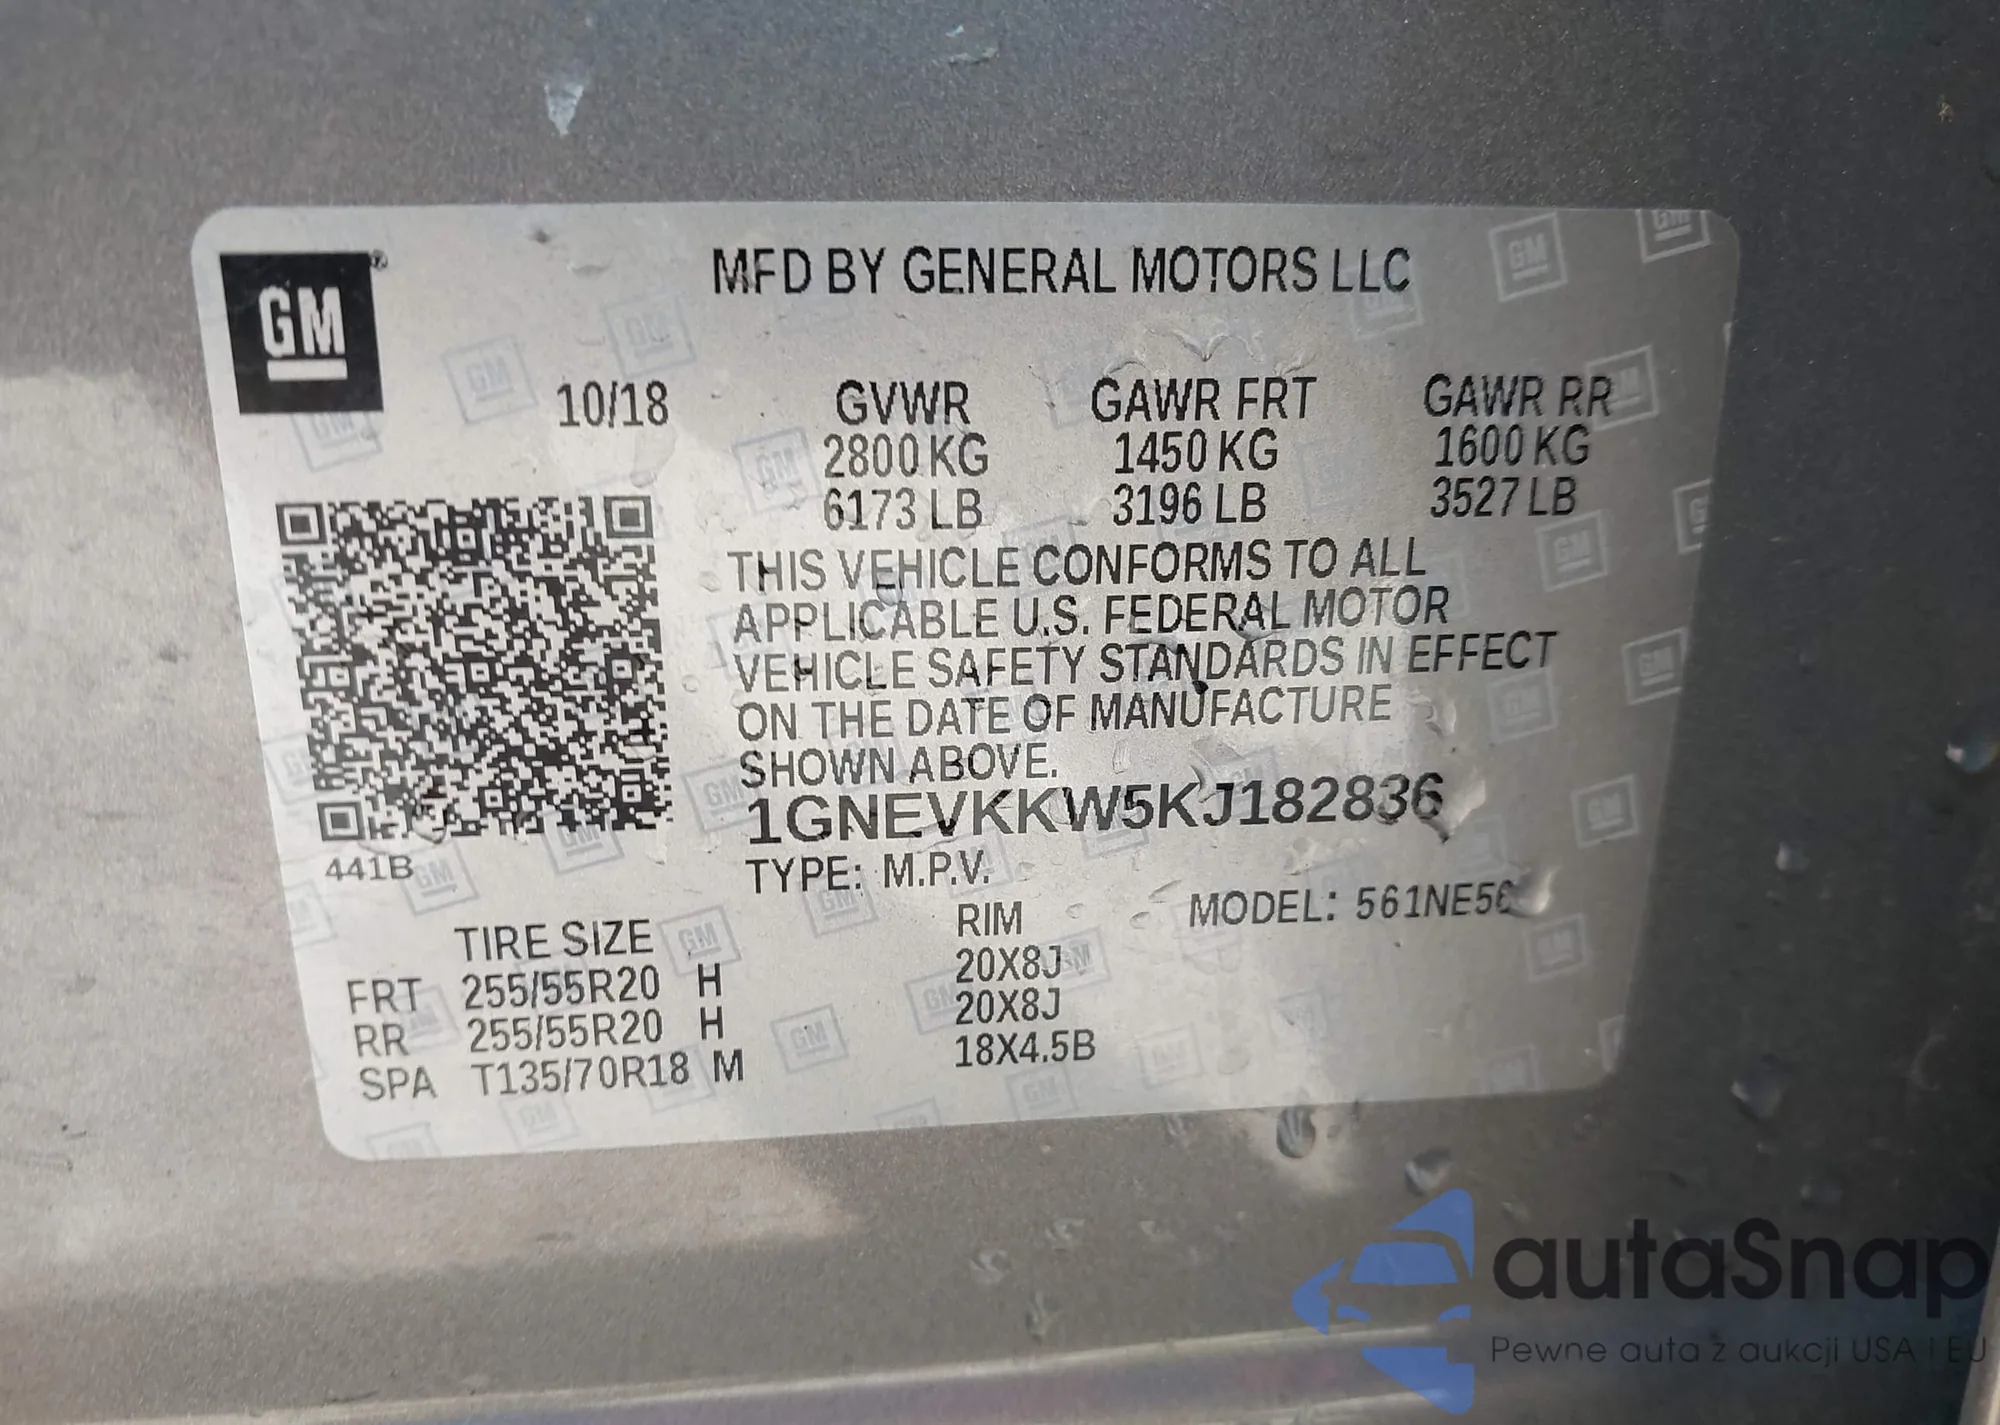 GM
MFD BY GENERAL MOTORS LLC
10/18 GVWR GAWR FRT GAWR RR
2800 KG 1450 KG 1600 KG
6173 LB 3196 LB 3527 LB
THIS VEHICLE CONFORMS TO ALL
APPLICABLE U.S. FEDERAL MOTOR
VEHICLE SAFETY STANDARDS IN EFFECT
ON THE DATE OF MANUFACTURE
SHOWN ABOVE.
1GNEVKKW5KJ182836
441B
TYPE: M.P.V.
MODEL:
TIRE SIZE RIM
FRT 255/55R20 H 20X8J
RR 255/55R20 H 20X8J
SPA T135/70R18 M 18X4.5B
autaSnap
Pewne auta z aukcji USA i EU